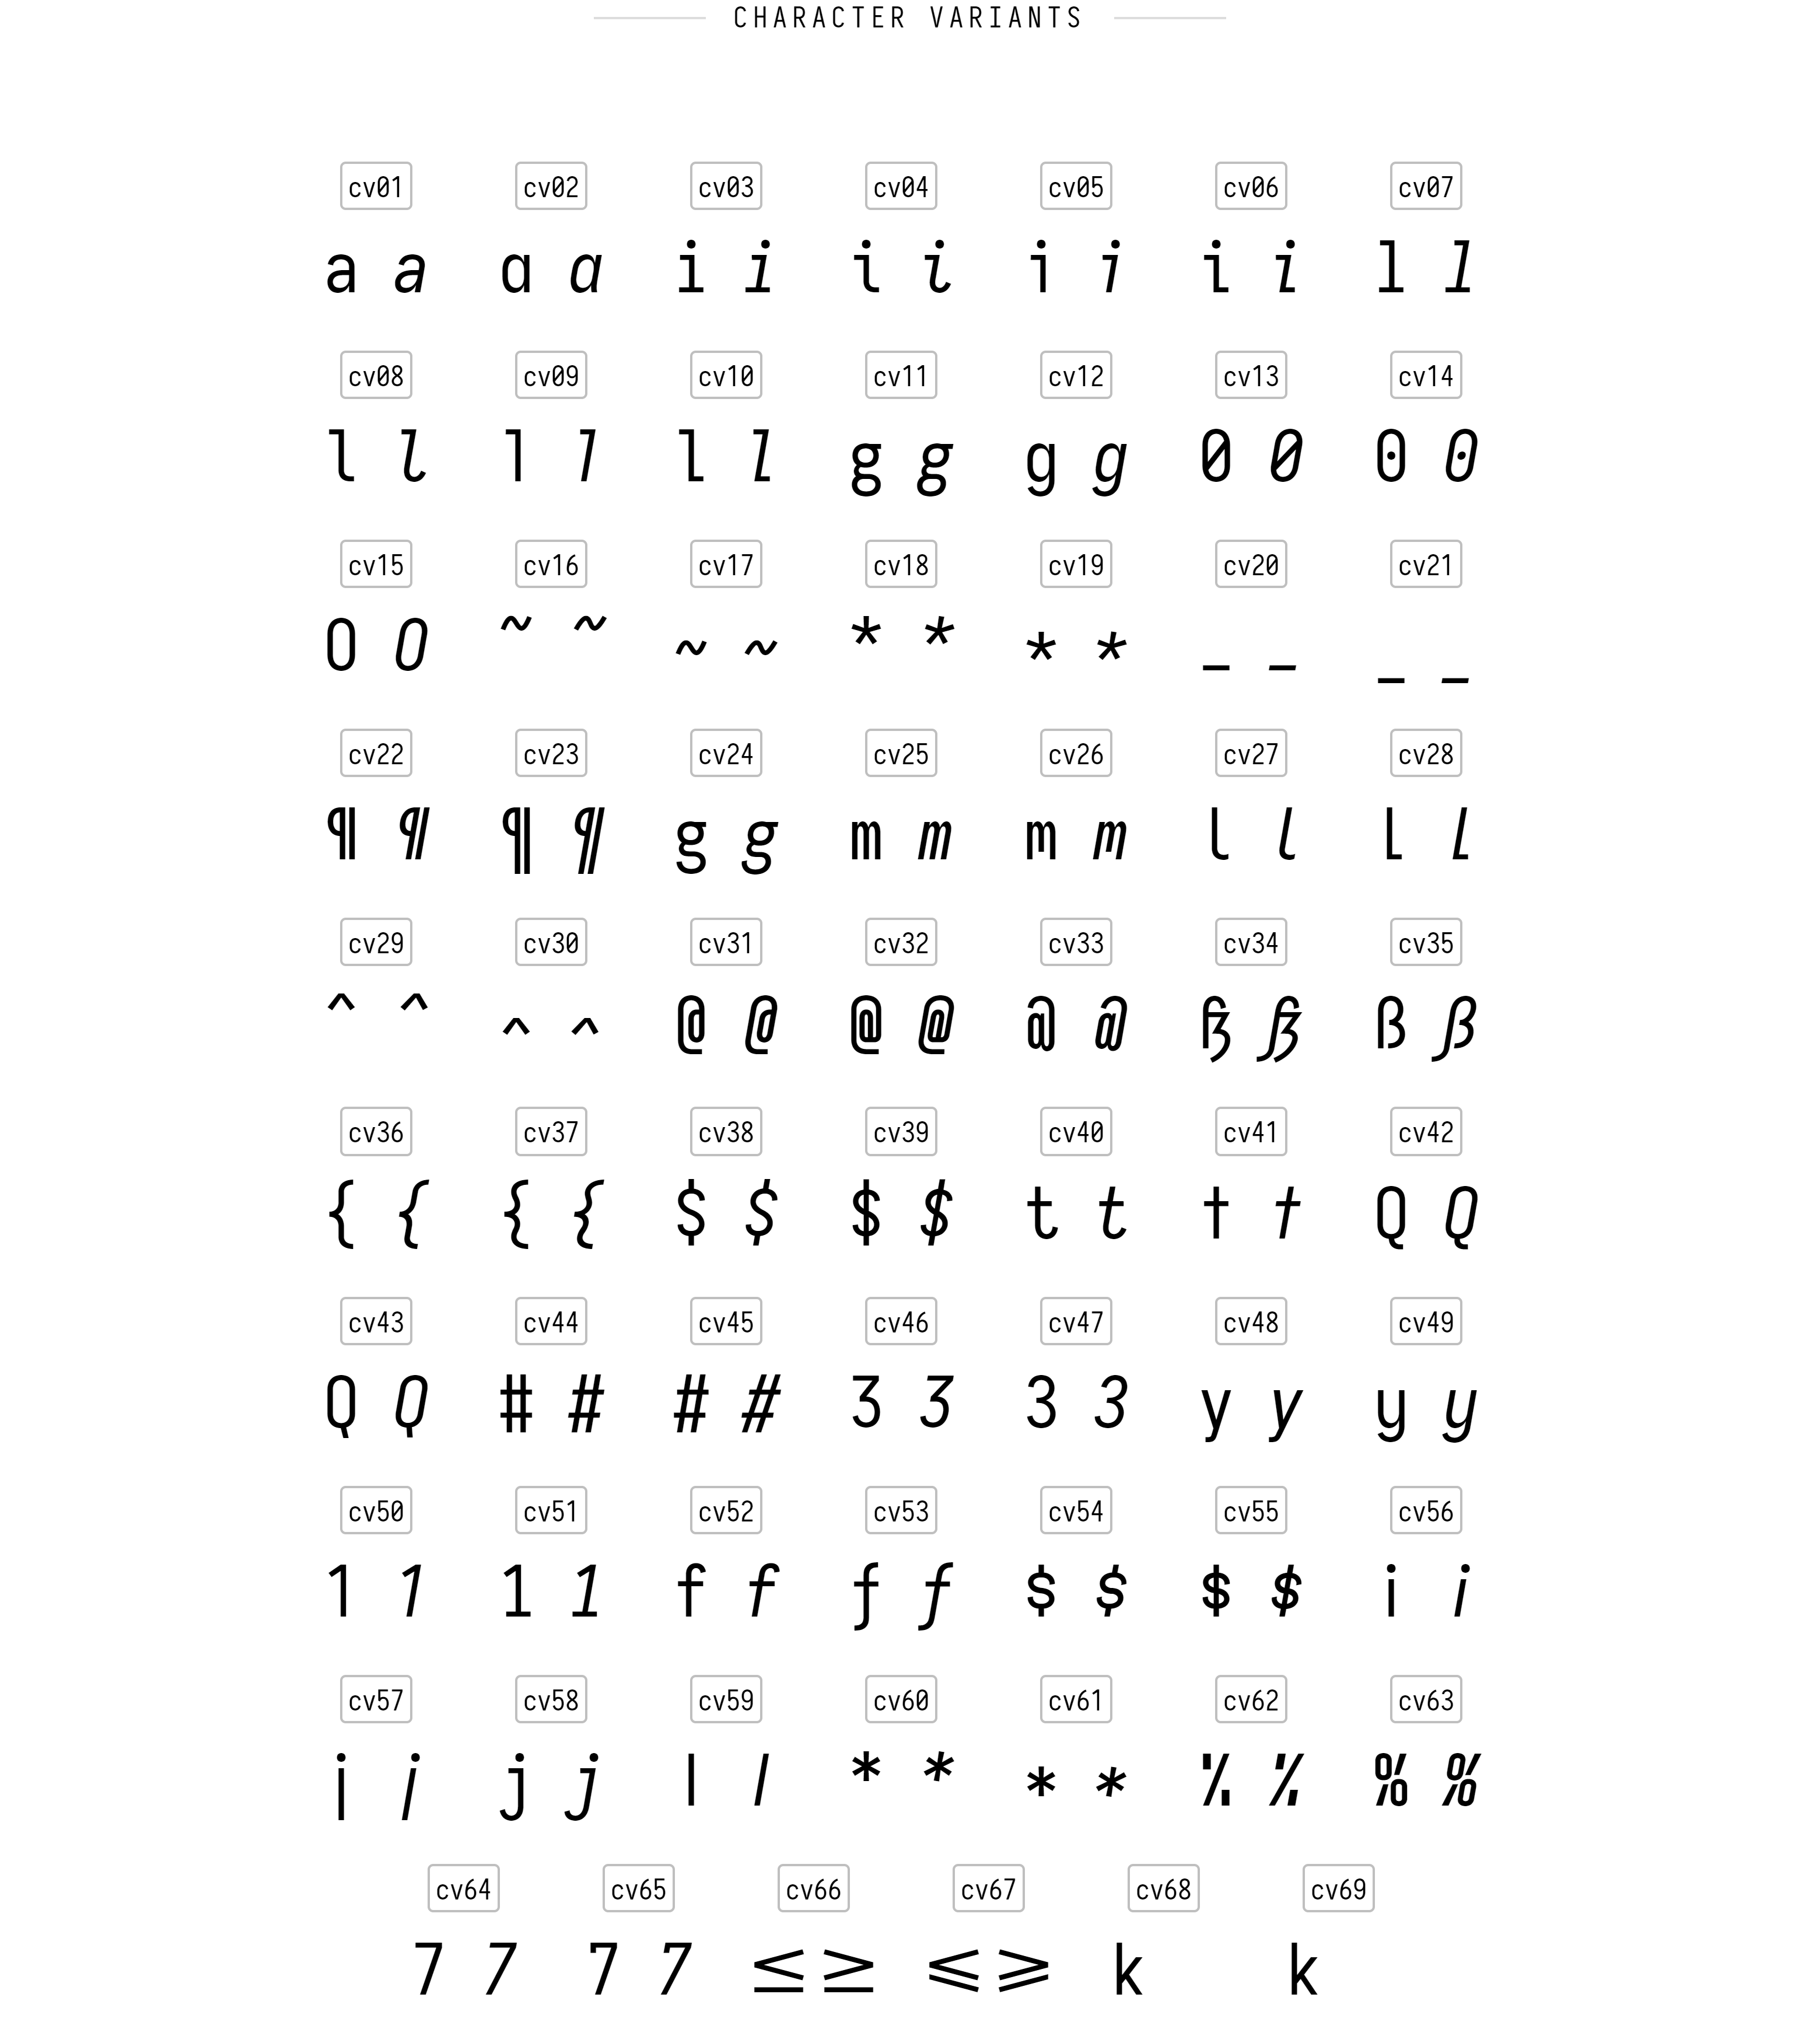 CHARACTER VARIANTS
cv01 cv02 cv03 cv04 cv05 cv06 cv07
a a a a i i i i i i i i l l
cv08 cv09 cv10 cv11 cv12 cv13 cv14
l l l l l l g g g g 0 0 0 0
cv15 cv16 cv17 cv18 cv19 cv20 cv21
0 0 ~ ~ ~ ~ * * * * _ _ _ _
cv22 cv23 cv24 cv25 cv26 cv27 cv28
¶ ¶ ¶ ¶ g g m m m m l l L L
cv29 cv30 cv31 cv32 cv33 cv34 cv35
^ ^ ^ ^ @ @ @ @ @ @ ß ß ß ß
cv36 cv37 cv38 cv39 cv40 cv41 cv42
{ { { { $ $ $ $ t t t t Q Q
cv43 cv44 cv45 cv46 cv47 cv48 cv49
Q Q # # # # 3 3 3 3 y y y y
cv50 cv51 cv52 cv53 cv54 cv55 cv56
1 1 1 1 f f f f $ $ $ $ i i
cv57 cv58 cv59 cv60 cv61 cv62 cv63
j j j j l l * * * * % % % %
cv64 cv65 cv66 cv67 cv68 cv69
7 7 7 7 ≤ ≥ ⩽ ⩾ k k